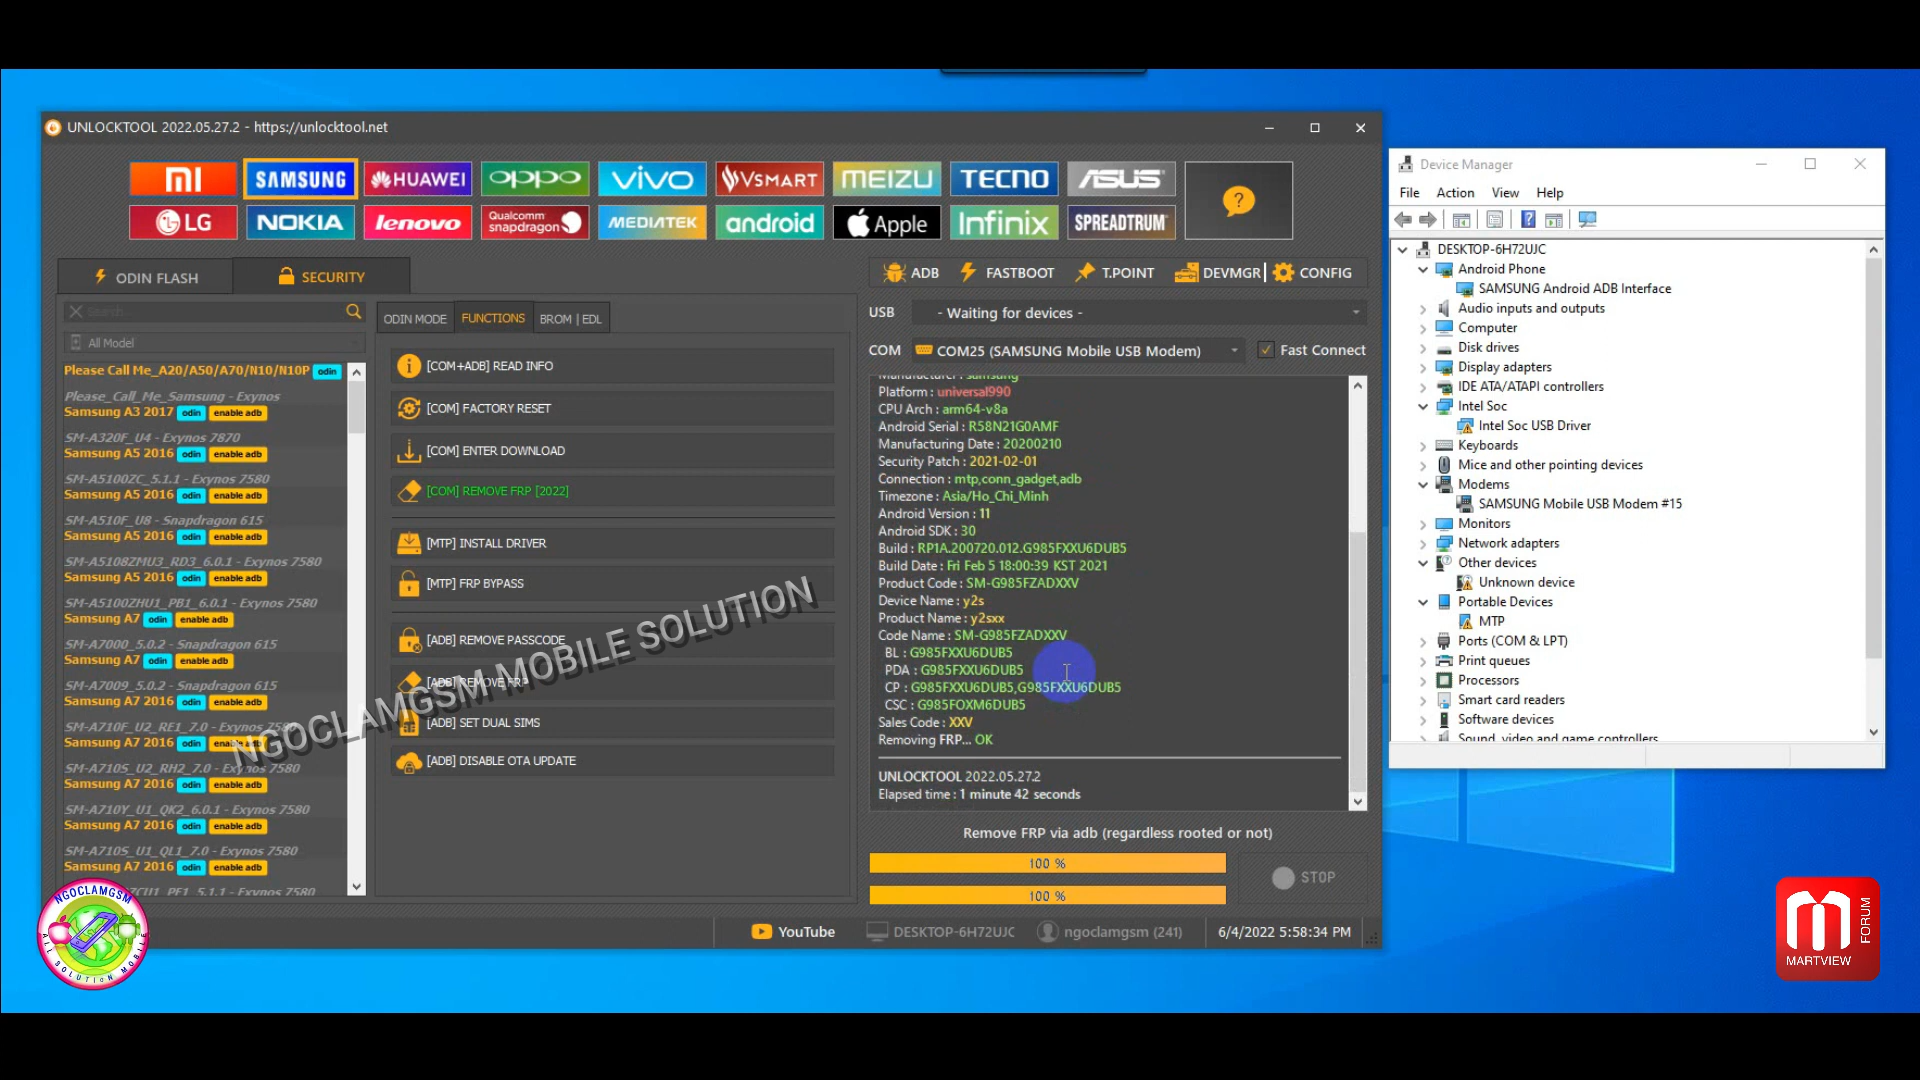 UNLOCKTOOL 2022.05.27.2 - https://unlocktool.net
mi SAMSUNG HUAWEI oppo vivo VSMART MEIZU TECNO ASUS ?
LG NOKIA lenovo Qualcomm snapdragon MEDIATEK android Apple Infinix SPREADTRUM
ODIN FLASH SECURITY
Search...
All Model
Please Call Me_A20/A50/A70/N10/N10P odin
Please_Call_Me_Samsung - Exynos
Samsung A3 2017 odin enable adb
SM-A320F_U4 - Exynos 7870
Samsung A5 2016 odin enable adb
SM-A5100ZC_5.1.1 - Exynos 7580
Samsung A5 2016 odin enable adb
SM-A510F_U8 - Snapdragon 615
Samsung A5 2016 odin enable adb
SM-A5108ZMU3_RD3_6.0.1 - Exynos 7580
Samsung A5 2016 odin enable adb
SM-A5100ZHU1_PB1_6.0.1 - Exynos 7580
Samsung A7 odin enable adb
SM-A7000_5.0.2 - Snapdragon 615
Samsung A7 odin enable adb
SM-A7009_5.0.2 - Snapdragon 615
Samsung A7 2016 odin enable adb
SM-A710F_U2_RE1_7.0 - Exynos 7580
Samsung A7 2016 odin enable adb
SM-A710S_U2_RH2_7.0 - Exynos 7580
Samsung A7 2016 odin enable adb
SM-A710Y_U1_QK2_6.0.1 - Exynos 7580
Samsung A7 2016 odin enable adb
SM-A710S_U1_QL1_7.0 - Exynos 7580
Samsung A7 2016 odin enable adb
ODIN MODE FUNCTIONS BROM | EDL
[COM+ADB] READ INFO
[COM] FACTORY RESET
[COM] ENTER DOWNLOAD
[COM] REMOVE FRP [2022]
[MTP] INSTALL DRIVER
[MTP] FRP BYPASS
[ADB] REMOVE PASSCODE
[ADB] REMOVE FRP
[ADB] SET DUAL SIMS
[ADB] DISABLE OTA UPDATE
NGOCLAMGSM MOBILE SOLUTION
ADB FASTBOOT T.POINT DEVMGR CONFIG
USB - Waiting for devices -
COM COM25 (SAMSUNG Mobile USB Modem) Fast Connect
Manufacturer : samsung
Platform : universal990
CPU Arch : arm64-v8a
Android Serial : R58N21G0AMF
Manufacturing Date : 20200210
Security Patch : 2021-02-01
Connection : mtp,conn_gadget,adb
Timezone : Asia/Ho_Chi_Minh
Android Version : 11
Android SDK : 30
Build : RP1A.200720.012.G985FXXU6DUB5
Build Date : Fri Feb 5 18:00:39 KST 2021
Product Code : SM-G985FZADXXV
Device Name : y2s
Product Name : y2sxx
Code Name : SM-G985FZADXXV
BL : G985FXXU6DUB5
PDA : G985FXXU6DUB5
CP : G985FXXU6DUB5,G985FXXU6DUB5
CSC : G985FOXM6DUB5
Sales Code : XXV
Removing FRP... OK
UNLOCKTOOL 2022.05.27.2
Elapsed time : 1 minute 42 seconds
Remove FRP via adb (regardless rooted or not)
100 %
100 %
STOP
YouTube DESKTOP-6H72UJC ngoclamgsm (241) 6/4/2022 5:58:34 PM
Device Manager
File Action View Help
DESKTOP-6H72UJC
Android Phone
SAMSUNG Android ADB Interface
Audio inputs and outputs
Computer
Disk drives
Display adapters
IDE ATA/ATAPI controllers
Intel Soc
Intel Soc USB Driver
Keyboards
Mice and other pointing devices
Modems
SAMSUNG Mobile USB Modem #15
Monitors
Network adapters
Other devices
Unknown device
Portable Devices
MTP
Ports (COM & LPT)
Print queues
Processors
Smart card readers
Software devices
Sound, video and game controllers
NGOCLAMGSM
ALL SOLUTION MOBILE
MARTVIEW
FORUM